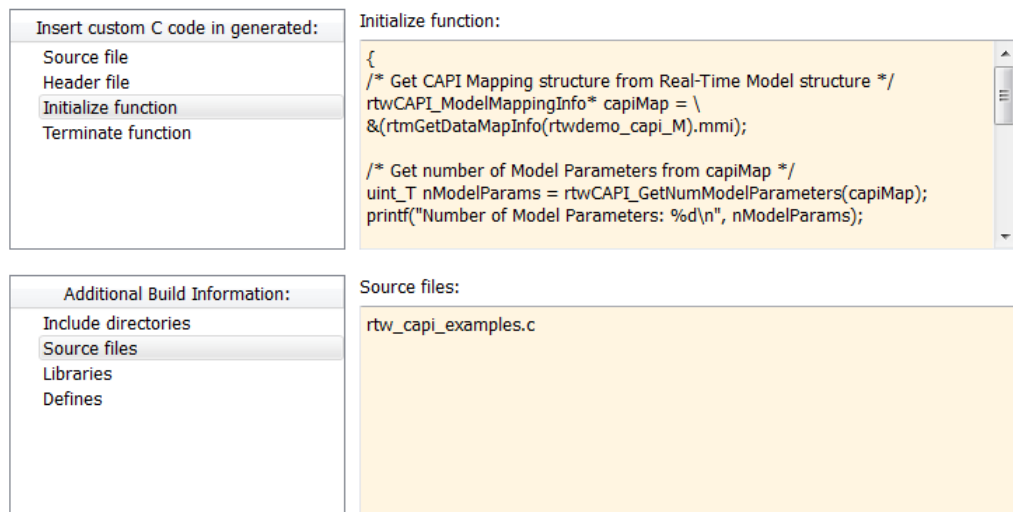 Insert custom C code in generated:
Source file
Header file
Initialize function
Terminate function
Initialize function:
{
/* Get CAPI Mapping structure from Real-Time Model structure */
rtwCAPI_ModelMappingInfo* capiMap = \
&(rtmGetDataMapInfo(rtwdemo_capi_M).mmi);
/* Get number of Model Parameters from capiMap */
uint_T nModelParams = rtwCAPI_GetNumModelParameters(capiMap);
printf("Number of Model Parameters: %d\n", nModelParams);
Additional Build Information:
Include directories
Source files
Libraries
Defines
Source files:
rtw_capi_examples.c